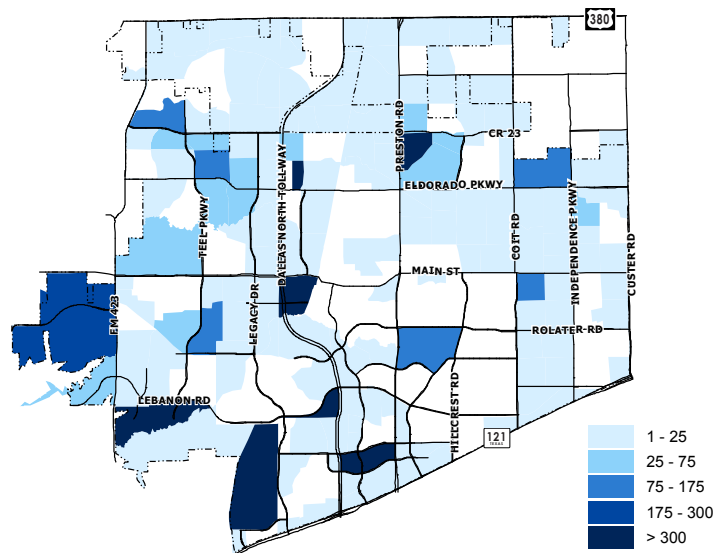 380
PRESTON RD
CR 23
DALLAS NORTH TOLLWAY
ELDORADO PKWY
TEEL PKWY
COIT RD
INDEPENDENCE PKWY
CUSTER RD
MAIN ST
FM 423
LEGACY DR
ROLATER RD
HILLCREST RD
LEBANON RD
121
TEXAS
1 - 25
25 - 75
75 - 175
175 - 300
> 300